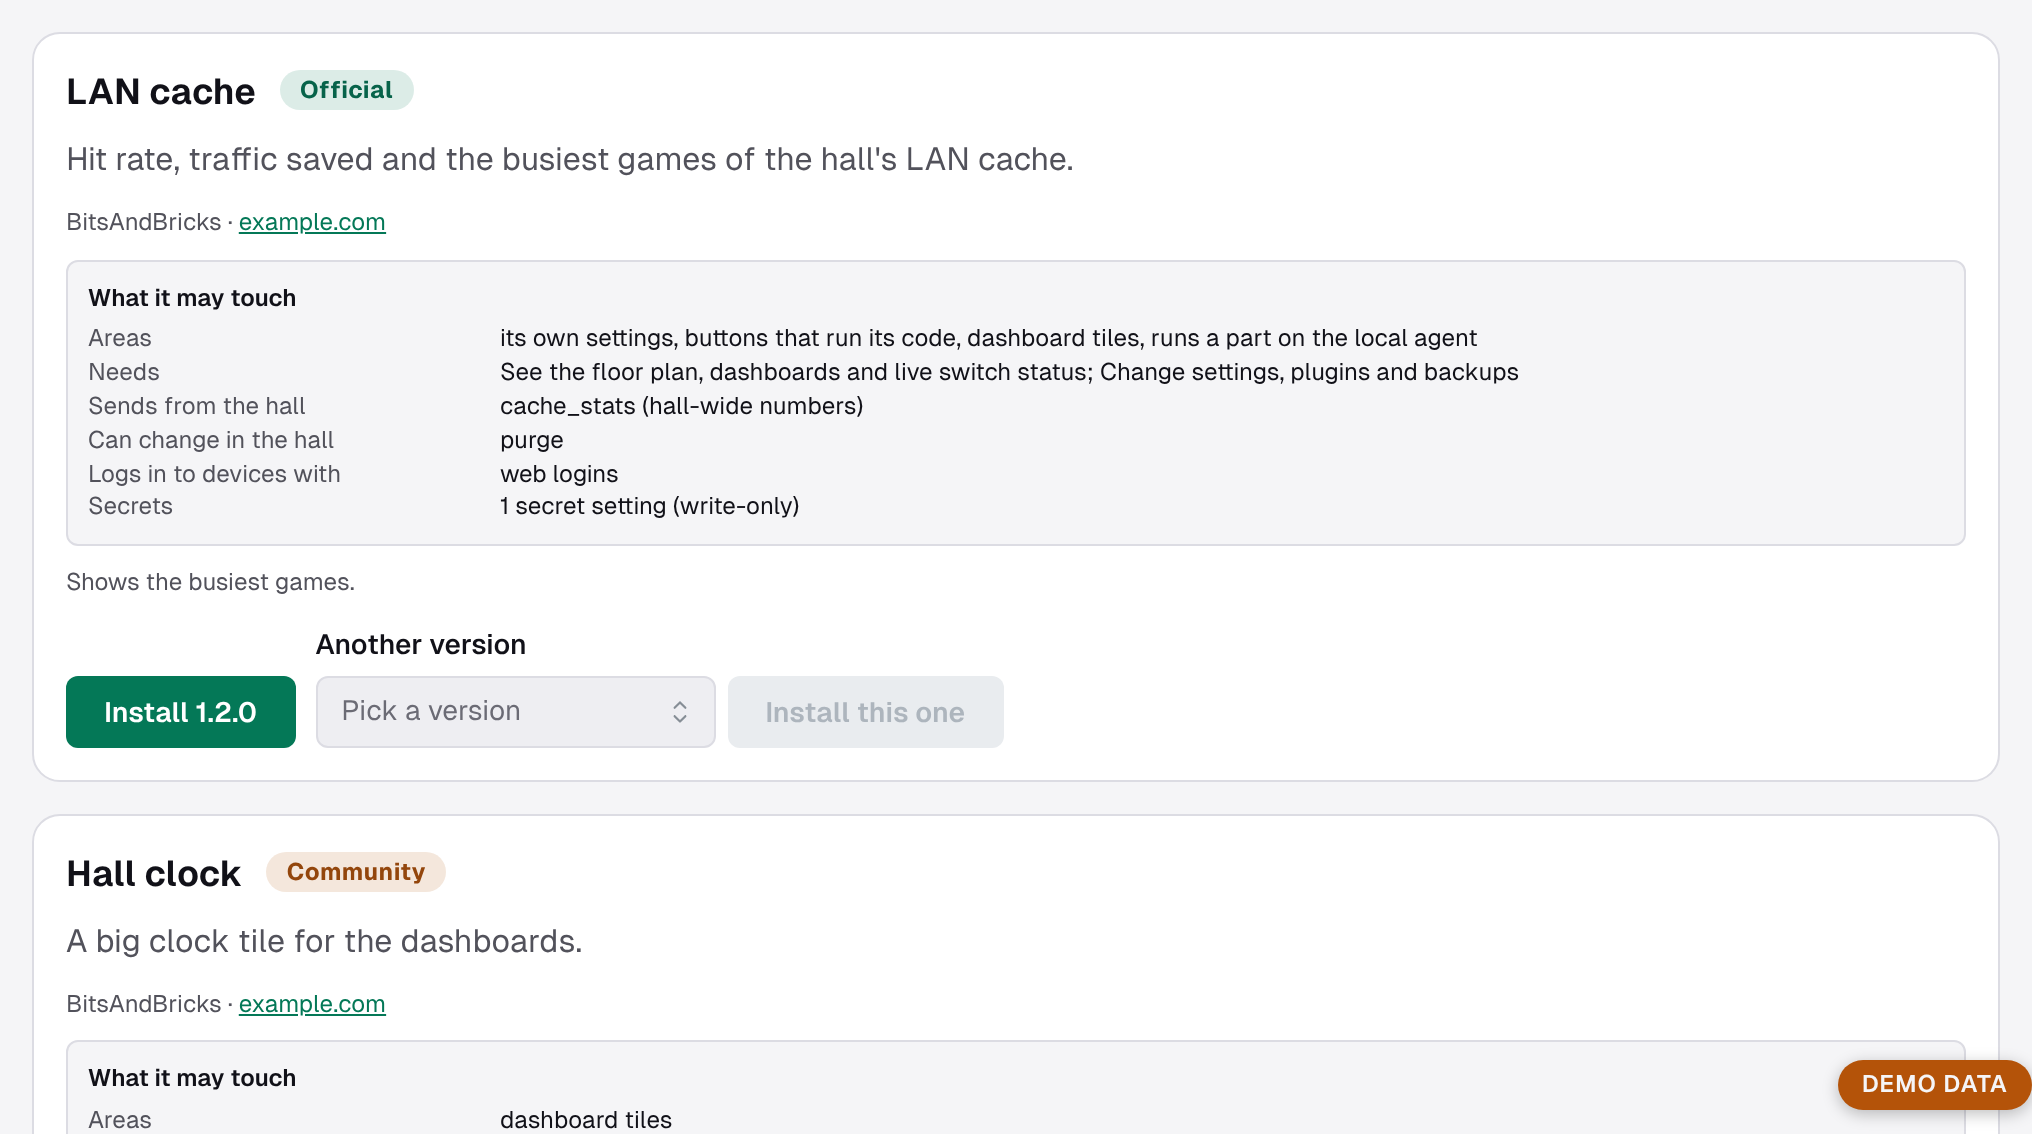 LAN cache Official
Hit rate, traffic saved and the busiest games of the hall's LAN cache.
BitsAndBricks · example.com
What it may touch
Areas its own settings, buttons that run its code, dashboard tiles, runs a part on the local agent
Needs See the floor plan, dashboards and live switch status; Change settings, plugins and backups
Sends from the hall cache_stats (hall-wide numbers)
Can change in the hall purge
Logs in to devices with web logins
Secrets 1 secret setting (write-only)
Shows the busiest games.
Another version
Install 1.2.0 Pick a version Install this one
Hall clock Community
A big clock tile for the dashboards.
BitsAndBricks · example.com
What it may touch
DEMO DATA
Areas dashboard tiles